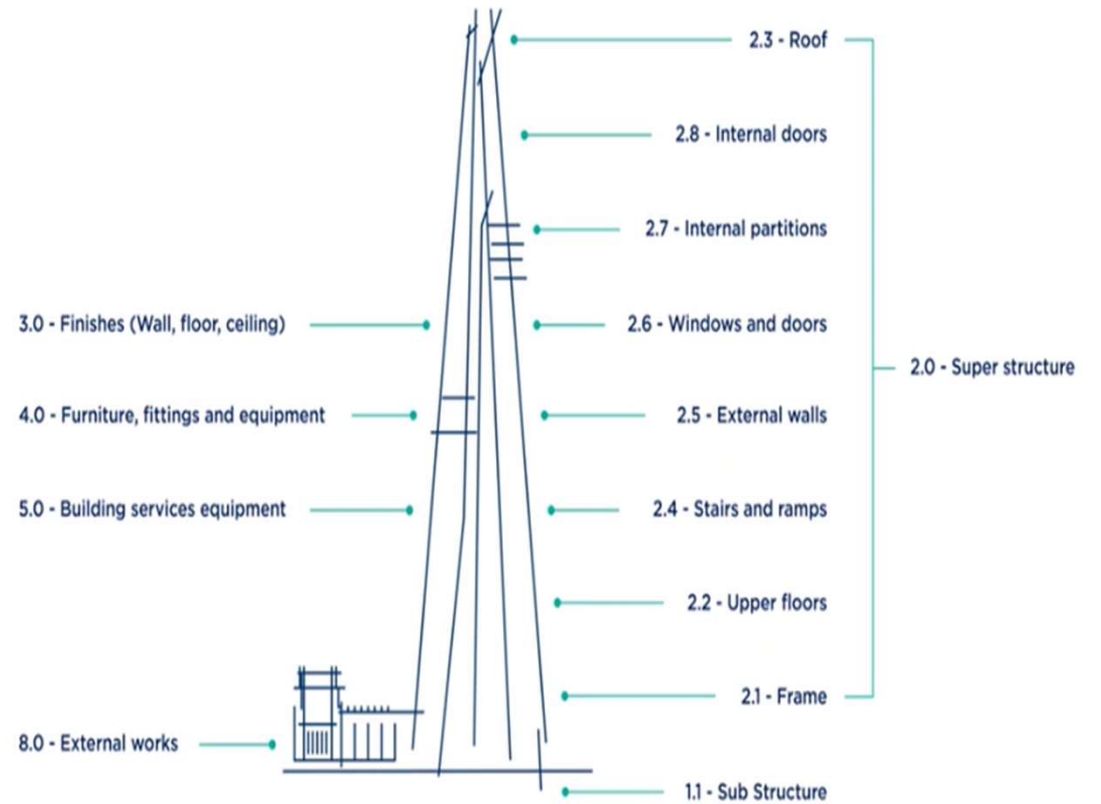 2.3 - Roof
2.8 - Internal doors
2.7 - Internal partitions
3.0 - Finishes (Wall, floor, ceiling)
2.6 - Windows and doors
2.0 - Super structure
4.0 - Furniture, fittings and equipment
2.5 - External walls
5.0 - Building services equipment
2.4 - Stairs and ramps
2.2 - Upper floors
2.1 - Frame
8.0 - External works
1.1 - Sub Structure